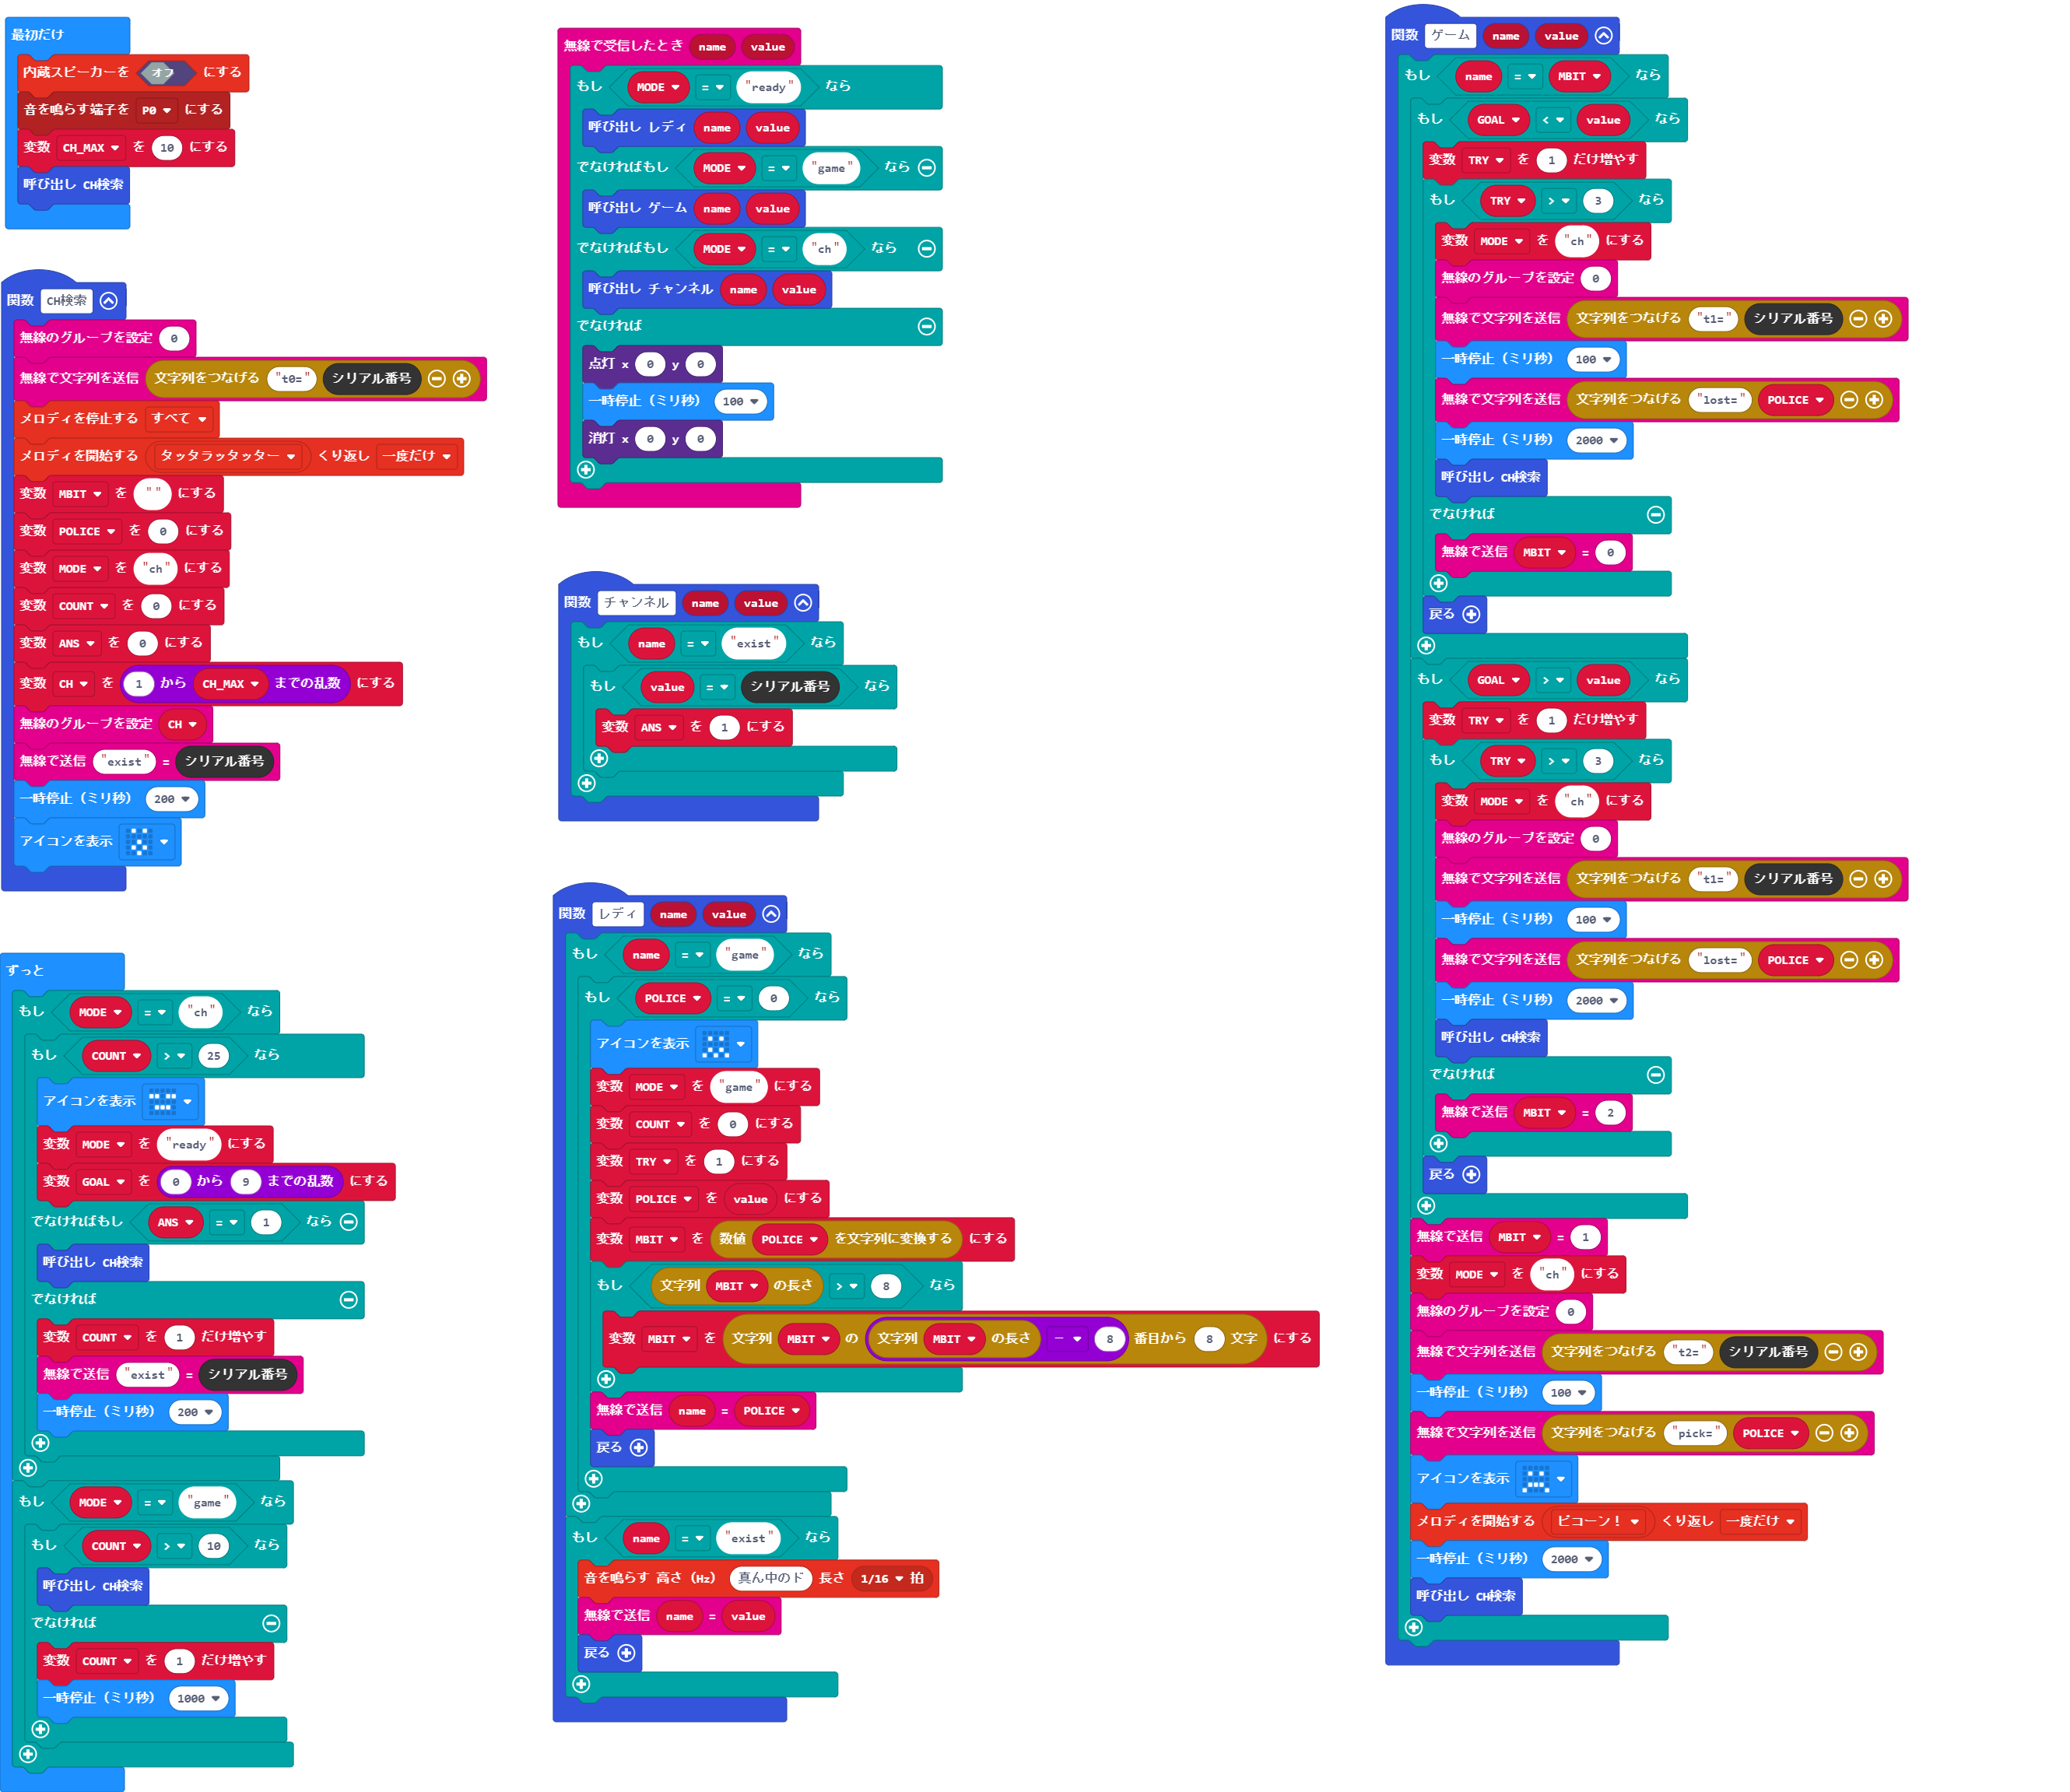 最初だけ
内蔵スピーカーを オフ にする
音を鳴らす端子を P0 にする
変数 CH_MAX を 10 にする
呼び出し CH検索
関数 CH検索
無線のグループを設定 0
無線で文字列を送信 文字列をつなげる "t0=" シリアル番号
メロディを停止する すべて
メロディを開始する タッタラッタッター くり返し 一度だけ
変数 MBIT を "" にする
変数 POLICE を 0 にする
変数 MODE を "ch" にする
変数 COUNT を 0 にする
変数 ANS を 0 にする
変数 CH を 1 から CH_MAX までの乱数 にする
無線のグループを設定 CH
無線で送信 "exist" = シリアル番号
一時停止（ミリ秒） 200
アイコンを表示
ずっと
もし MODE = "ch" なら
もし COUNT > 25 なら
アイコンを表示
変数 MODE を "ready" にする
変数 GOAL を 0 から 9 までの乱数 にする
でなければもし ANS = 1 なら
呼び出し CH検索
でなければ
変数 COUNT を 1 だけ増やす
無線で送信 "exist" = シリアル番号
一時停止（ミリ秒） 200
もし MODE = "game" なら
もし COUNT > 10 なら
呼び出し CH検索
でなければ
変数 COUNT を 1 だけ増やす
一時停止（ミリ秒） 1000
無線で受信したとき name value
もし MODE = "ready" なら
呼び出し レディ name value
でなければもし MODE = "game" なら
呼び出し ゲーム name value
でなければもし MODE = "ch" なら
呼び出し チャンネル name value
でなければ
点灯 x 0 y 0
一時停止（ミリ秒） 100
消灯 x 0 y 0
関数 チャンネル name value
もし name = "exist" なら
もし value = シリアル番号 なら
変数 ANS を 1 にする
関数 レディ name value
もし name = "game" なら
もし POLICE = 0 なら
アイコンを表示
変数 MODE を "game" にする
変数 COUNT を 0 にする
変数 TRY を 1 にする
変数 POLICE を value にする
変数 MBIT を 数値 POLICE を文字列に変換する にする
もし 文字列 MBIT の長さ > 8 なら
変数 MBIT を 文字列 MBIT の 文字列 MBIT の長さ - 8 番目から 8 文字 にする
無線で送信 name = POLICE
戻る
もし name = "exist" なら
音を鳴らす 高さ（Hz） 真ん中のド 長さ 1/16 拍
無線で送信 name = value
戻る
関数 ゲーム name value
もし name = MBIT なら
もし GOAL < value なら
変数 TRY を 1 だけ増やす
もし TRY > 3 なら
変数 MODE を "ch" にする
無線のグループを設定 0
無線で文字列を送信 文字列をつなげる "t1=" シリアル番号
一時停止（ミリ秒） 100
無線で文字列を送信 文字列をつなげる "lost=" POLICE
一時停止（ミリ秒） 2000
呼び出し CH検索
でなければ
無線で送信 MBIT = 0
戻る
もし GOAL > value なら
変数 TRY を 1 だけ増やす
もし TRY > 3 なら
変数 MODE を "ch" にする
無線のグループを設定 0
無線で文字列を送信 文字列をつなげる "t1=" シリアル番号
一時停止（ミリ秒） 100
無線で文字列を送信 文字列をつなげる "lost=" POLICE
一時停止（ミリ秒） 2000
呼び出し CH検索
でなければ
無線で送信 MBIT = 2
戻る
無線で送信 MBIT = 1
変数 MODE を "ch" にする
無線のグループを設定 0
無線で文字列を送信 文字列をつなげる "t2=" シリアル番号
一時停止（ミリ秒） 100
無線で文字列を送信 文字列をつなげる "pick=" POLICE
アイコンを表示
メロディを開始する ピコーン！ くり返し 一度だけ
一時停止（ミリ秒） 2000
呼び出し CH検索